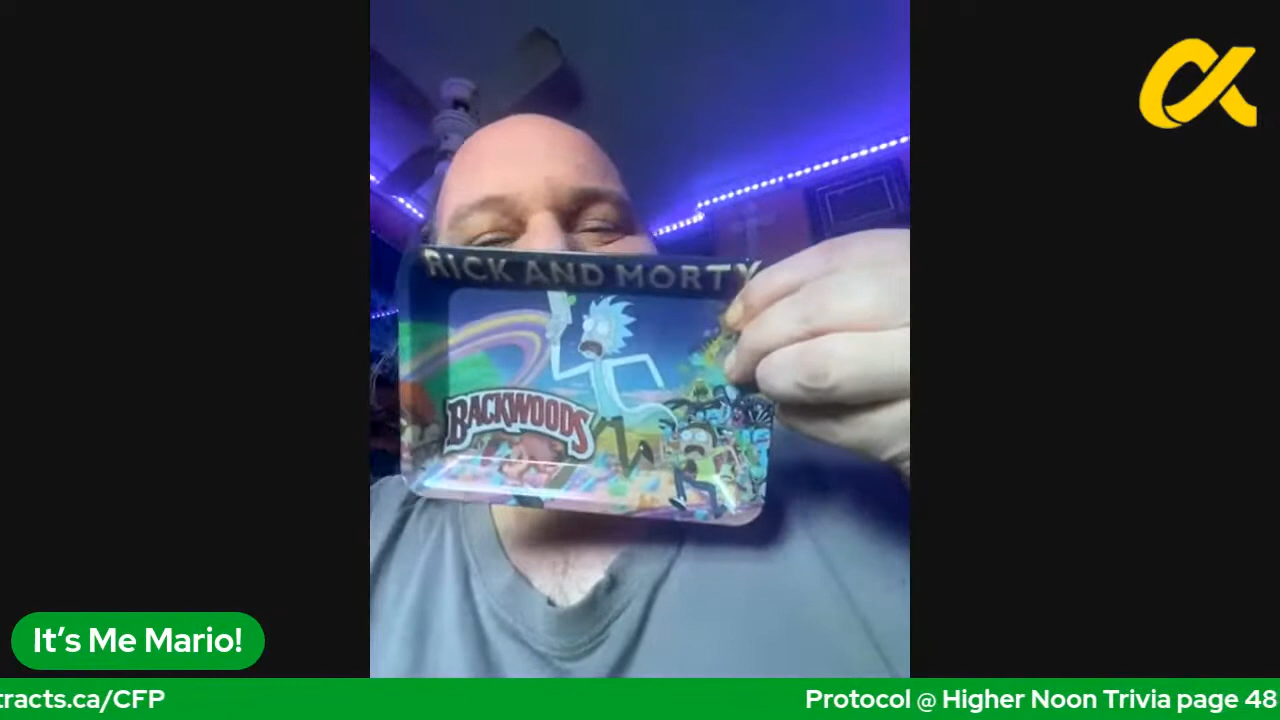 RICK AND MORTY
BACKWOODS
It’s Me Mario!
tracts.ca/CFP
Protocol @ Higher Noon Trivia page 48